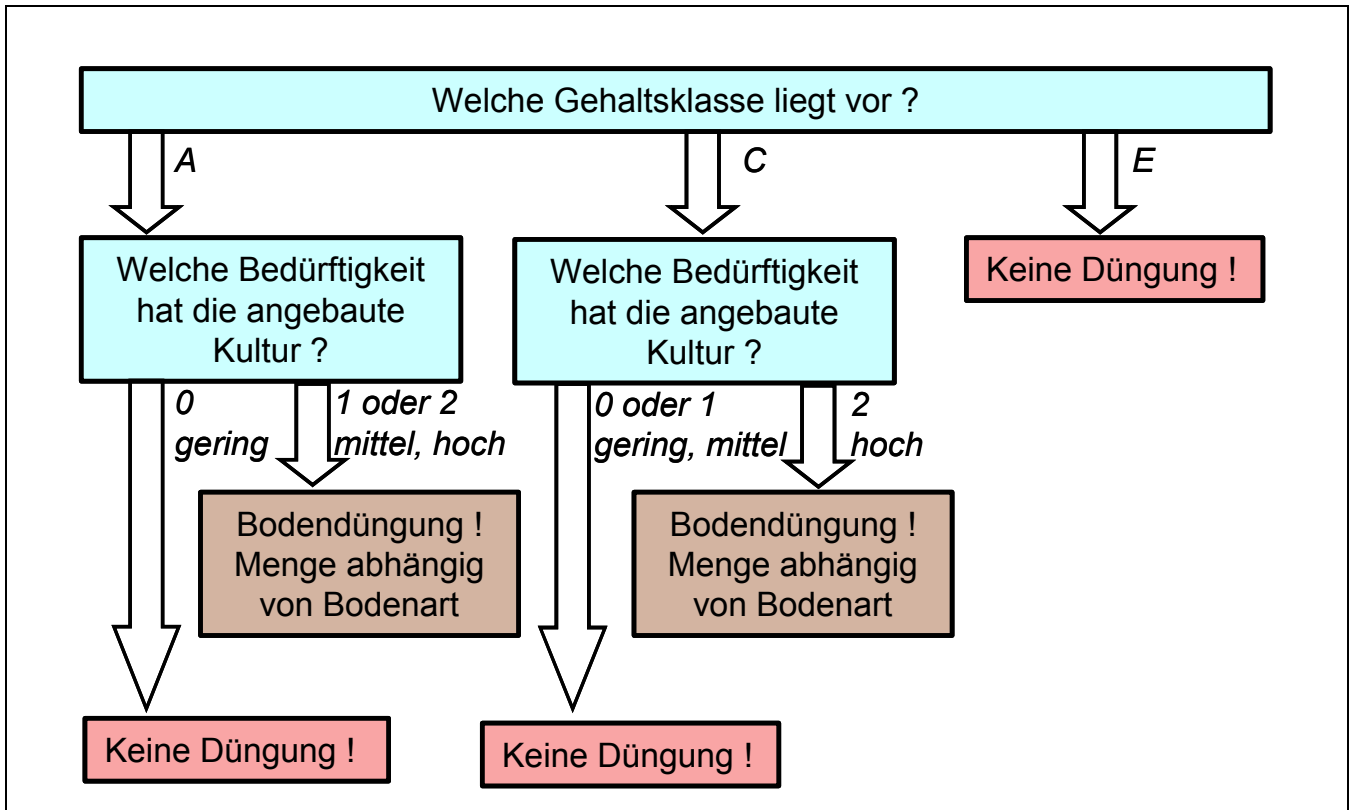 Welche Gehaltsklasse liegt vor ?
A
C
E
Welche Bedürftigkeit
hat die angebaute
Kultur ?
Welche Bedürftigkeit
hat die angebaute
Kultur ?
Keine Düngung !
0
gering
1 oder 2
mittel, hoch
0 oder 1
gering, mittel
2
hoch
Bodendüngung !
Menge abhängig
von Bodenart
Bodendüngung !
Menge abhängig
von Bodenart
Keine Düngung !
Keine Düngung !